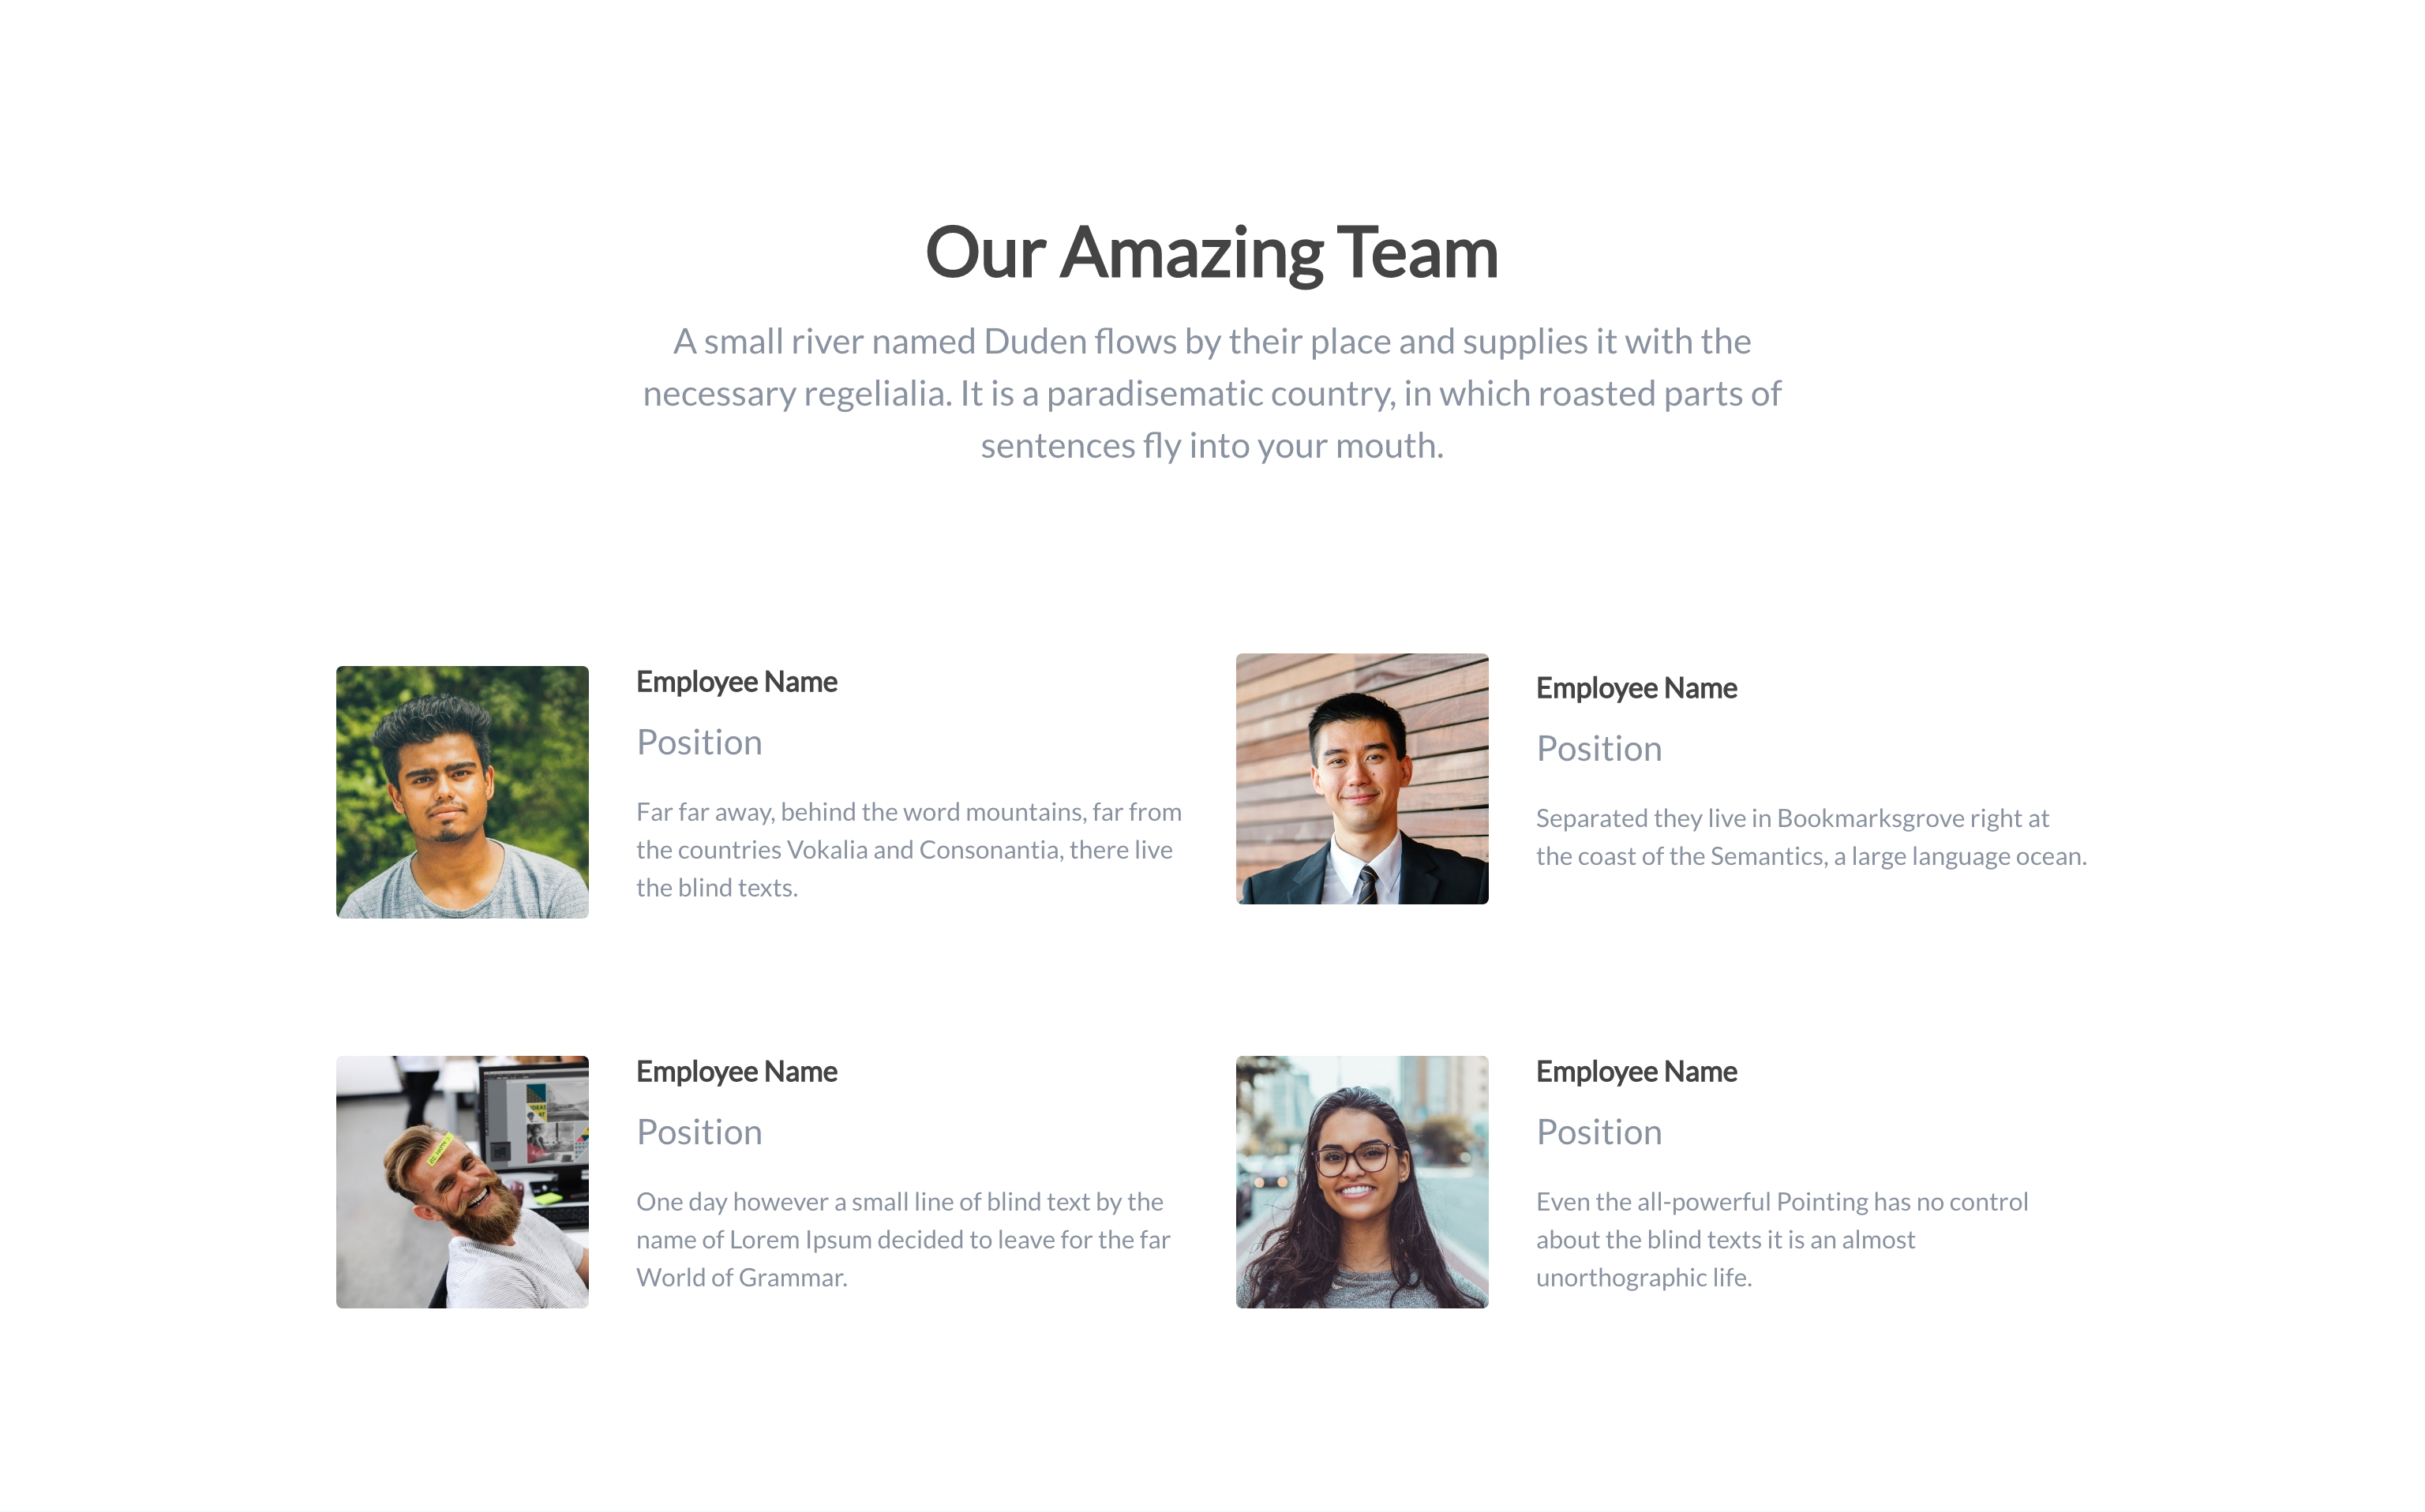 Our Amazing Team
A small river named Duden flows by their place and supplies it with the
necessary regelialia. It is a paradisematic country, in which roasted parts of
sentences fly into your mouth.
Employee Name
Position
Far far away, behind the word mountains, far from
the countries Vokalia and Consonantia, there live
the blind texts.
Employee Name
Position
Separated they live in Bookmarksgrove right at
the coast of the Semantics, a large language ocean.
Employee Name
Position
One day however a small line of blind text by the
name of Lorem Ipsum decided to leave for the far
World of Grammar.
Employee Name
Position
Even the all-powerful Pointing has no control
about the blind texts it is an almost
unorthographic life.